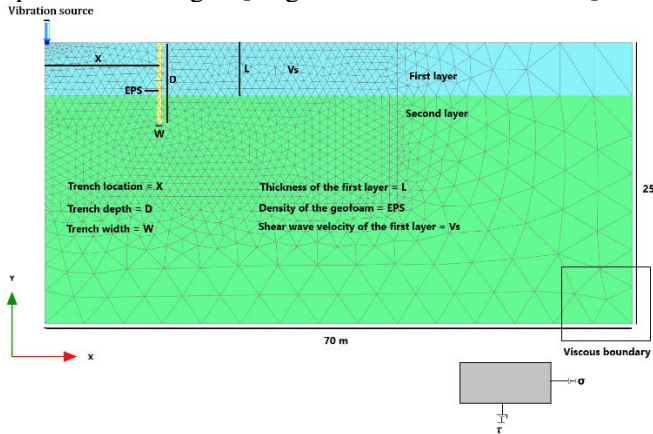 Vibration source
X
D
L
Vs
First layer
EPS
Second layer
W
Trench location = X
Thickness of the first layer = L
Trench depth = D
Density of the geofoam = EPS
Trench width = W
Shear wave velocity of the first layer = Vs
25
Y
X
70 m
Viscous boundary
σ
τ